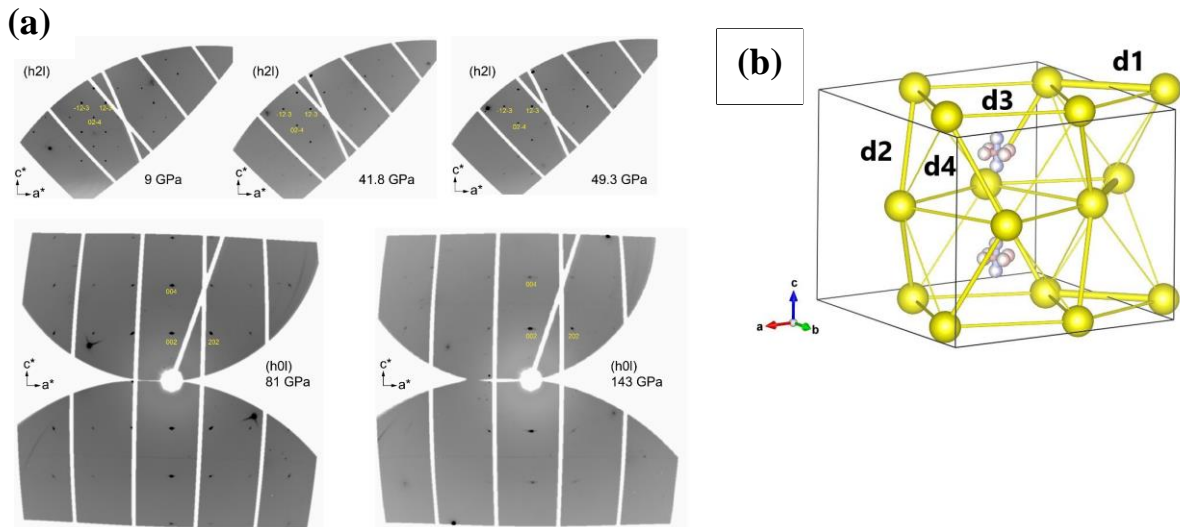 (a)
(h2l)
-12-3 12-3
02-4
c*
a*
9 GPa
(h2l)
-12-3 12-3
02-4
c*
a*
41.8 GPa
(h2l)
-12-3 12-3
02-4
c*
a*
49.3 GPa
004
002 202
c*
a*
(h0l)
81 GPa
004
002 202
c*
a*
(h0l)
143 GPa
(b)
d1
d3
d2
d4
c
a
b